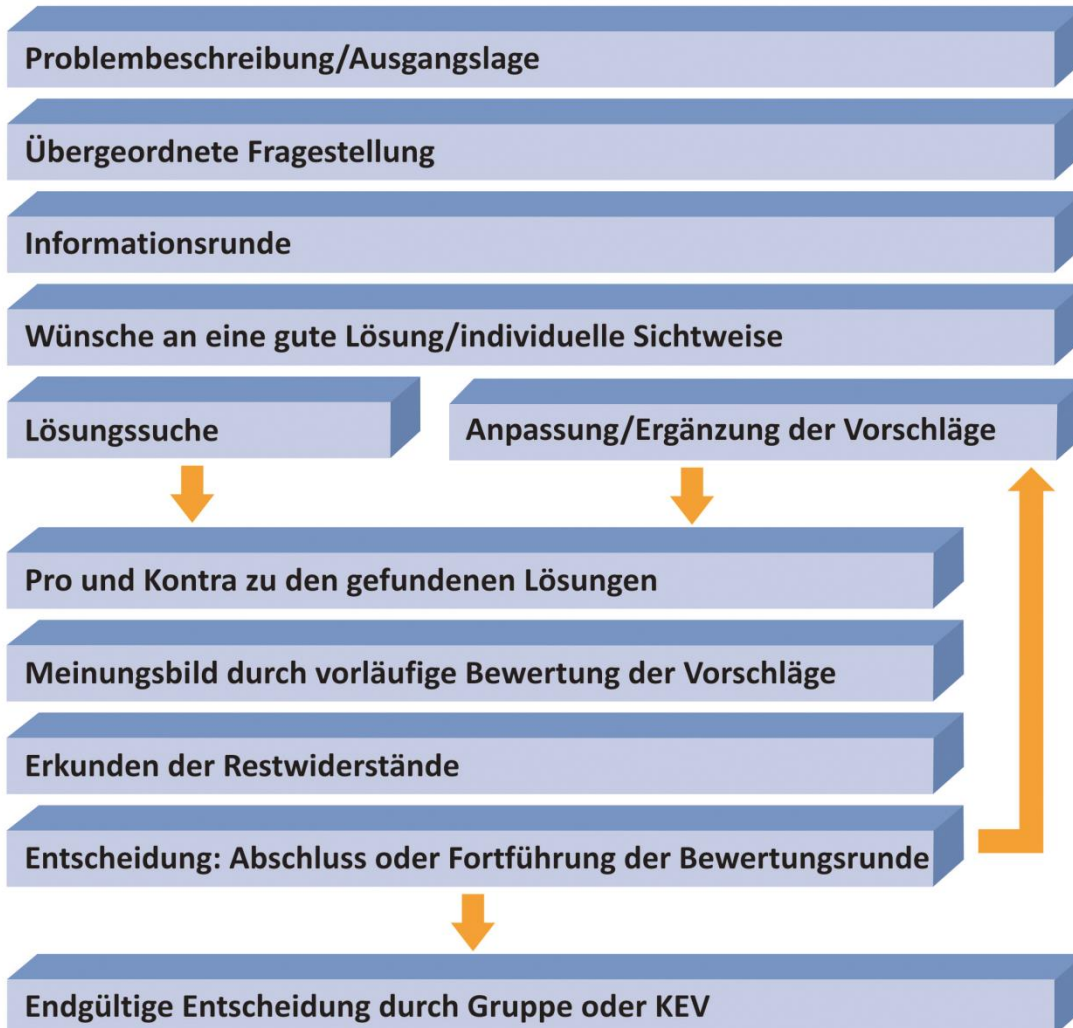 Problembeschreibung/Ausgangslage
Übergeordnete Fragestellung
Informationsrunde
Wünsche an eine gute Lösung/individuelle Sichtweise
Lösungssuche
Anpassung/Ergänzung der Vorschläge
Pro und Kontra zu den gefundenen Lösungen
Meinungsbild durch vorläufige Bewertung der Vorschläge
Erkunden der Restwiderstände
Entscheidung: Abschluss oder Fortführung der Bewertungsrunde
Endgültige Entscheidung durch Gruppe oder KEV